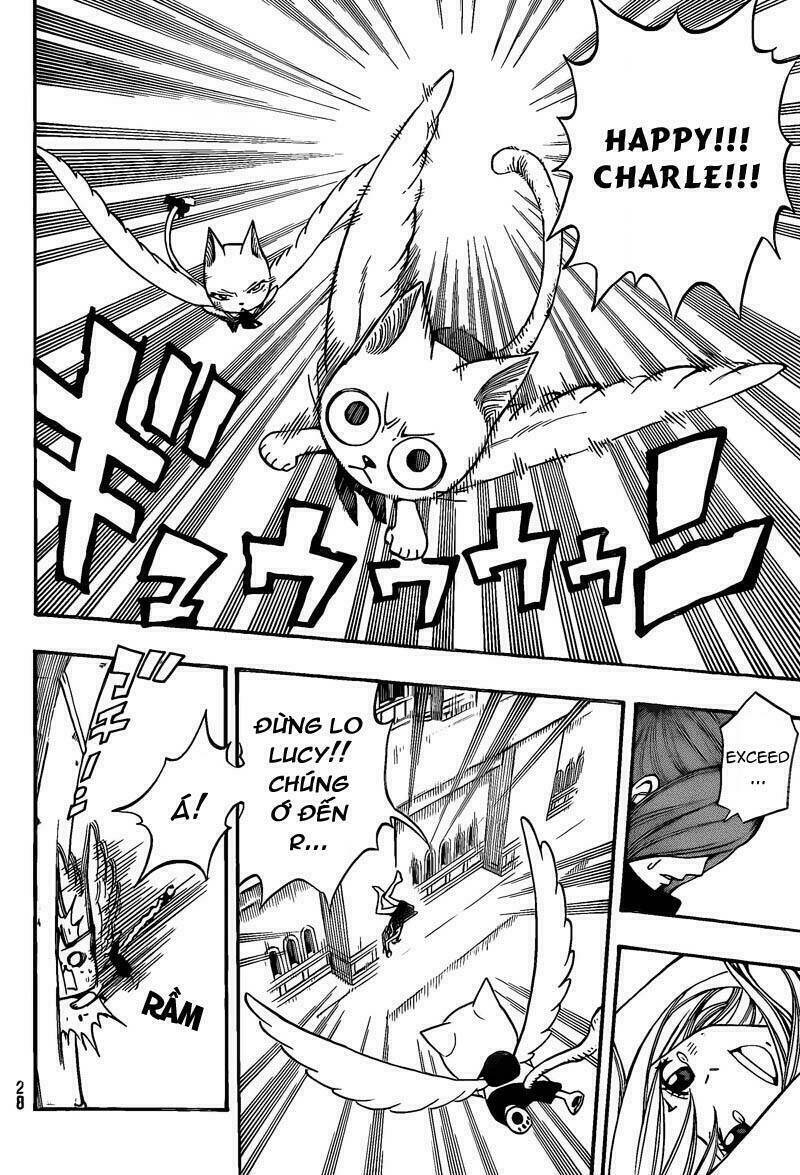 HAPPY!!!
CHARLE!!!
ギュウウウウン!!
EXCEED
...
ĐỪNG LO
LUCY!!
CHÚNG
Ớ ĐẾN
R...
Á!
RẦM
28